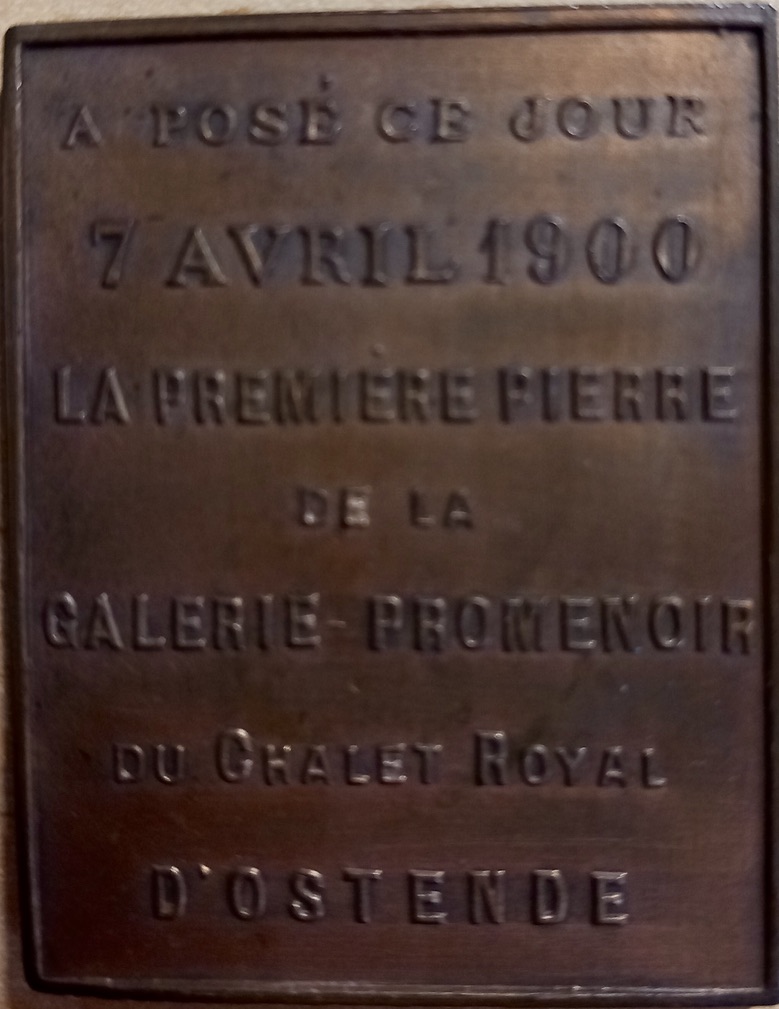 A POSÉ CE JOUR
7 AVRIL 1900
LA PREMIÈRE PIERRE
DE LA
GALERIE-PROMENOIR
DU CHALET ROYAL
D'OSTENDE